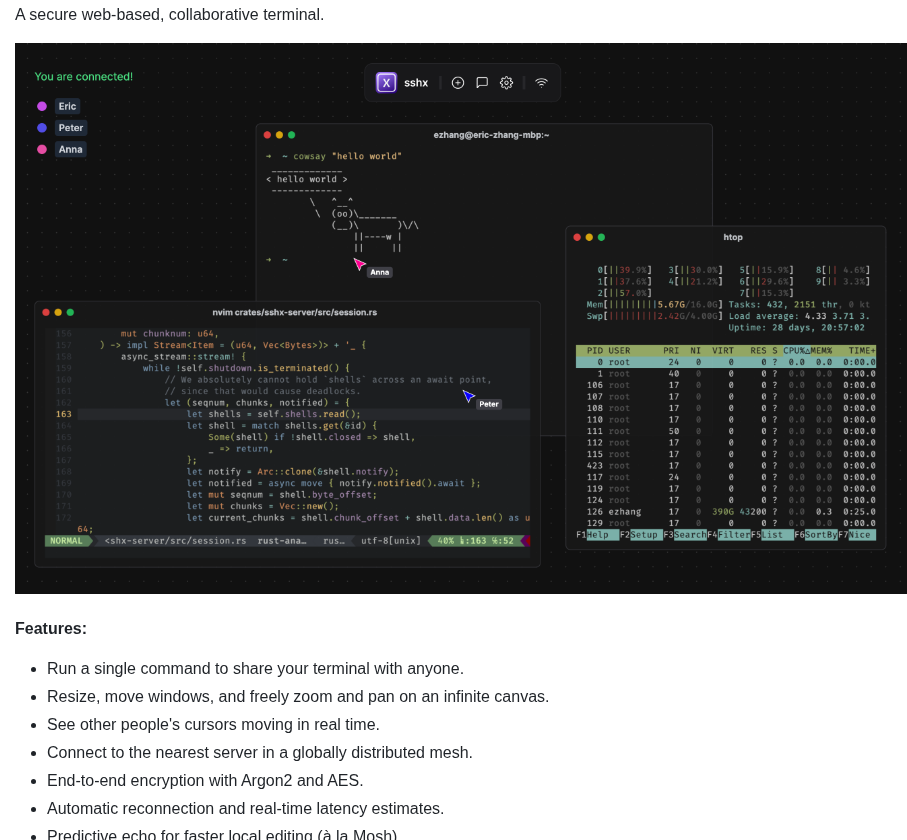 A secure web-based, collaborative terminal.
You are connected!
Eric
Peter
Anna
X sshx
ezhang@eric-zhang-mbp:~
→ ~ cowsay "hello world"
_____________
< hello world >
-------------
\ ^__^
\ (oo)\_______
(__)\ )\/\
||----w |
|| ||
→ ~
Anna
nvim crates/sshx-server/src/session.rs
156 mut chunknum: u64,
157 ) -> impl Stream<Item = (u64, Vec<Bytes>)> + '_ {
158 async_stream::stream! {
159 while !self.shutdown.is_terminated() {
160 // We absolutely cannot hold `shells` across an await point,
161 // since that would cause deadlocks.
162 let (seqnum, chunks, notified) = {
163 let shells = self.shells.read();
164 let shell = match shells.get(&id) {
165 Some(shell) if !shell.closed => shell,
166 _ => return,
167 };
168 let notify = Arc::clone(&shell.notify);
169 let notified = async move { notify.notified().await };
170 let mut seqnum = shell.byte_offset;
171 let mut chunks = Vec::new();
172 let current_chunks = shell.chunk_offset + shell.data.len() as u
64;
NORMAL <shx-server/src/session.rs rust-ana… rus… utf-8[unix] 40% ㏑:163 ℅:52
Peter
htop
0[||39.9%] 3[||30.0%] 5[||15.9%] 8[|| 4.6%]
1[||37.6%] 4[||21.2%] 6[||29.6%] 9[|| 3.3%]
2[||57.0%] 7[||15.3%]
Mem[|||||||||5.67G/16.0G] Tasks: 432, 2151 thr, 0 kt
Swp[|||||||||2.42G/4.00G] Load average: 4.33 3.71 3.
Uptime: 28 days, 20:57:02
PID USER PRI NI VIRT RES S CPU%△MEM% TIME+
0 root 24 0 0 0 ? 0.0 0.0 0:00.0
1 root 40 0 0 0 ? 0.0 0.0 0:00.0
106 root 17 0 0 0 ? 0.0 0.0 0:00.0
107 root 17 0 0 0 ? 0.0 0.0 0:00.0
108 root 17 0 0 0 ? 0.0 0.0 0:00.0
110 root 17 0 0 0 ? 0.0 0.0 0:00.0
111 root 50 0 0 0 ? 0.0 0.0 0:00.0
112 root 17 0 0 0 ? 0.0 0.0 0:00.0
115 root 17 0 0 0 ? 0.0 0.0 0:00.0
423 root 17 0 0 0 ? 0.0 0.0 0:00.0
117 root 24 0 0 0 ? 0.0 0.0 0:00.0
119 root 17 0 0 0 ? 0.0 0.0 0:00.0
124 root 17 0 0 0 ? 0.0 0.0 0:00.0
126 ezhang 17 0 390G 43200 ? 0.0 0.3 0:25.0
129 root 17 0 0 0 ? 0.0 0.0 0:00.0
F1Help F2Setup F3SearchF4FilterF5List F6SortByF7Nice
Features:
• Run a single command to share your terminal with anyone.
• Resize, move windows, and freely zoom and pan on an infinite canvas.
• See other people's cursors moving in real time.
• Connect to the nearest server in a globally distributed mesh.
• End-to-end encryption with Argon2 and AES.
• Automatic reconnection and real-time latency estimates.
• Predictive echo for faster local editing (à la Mosh)